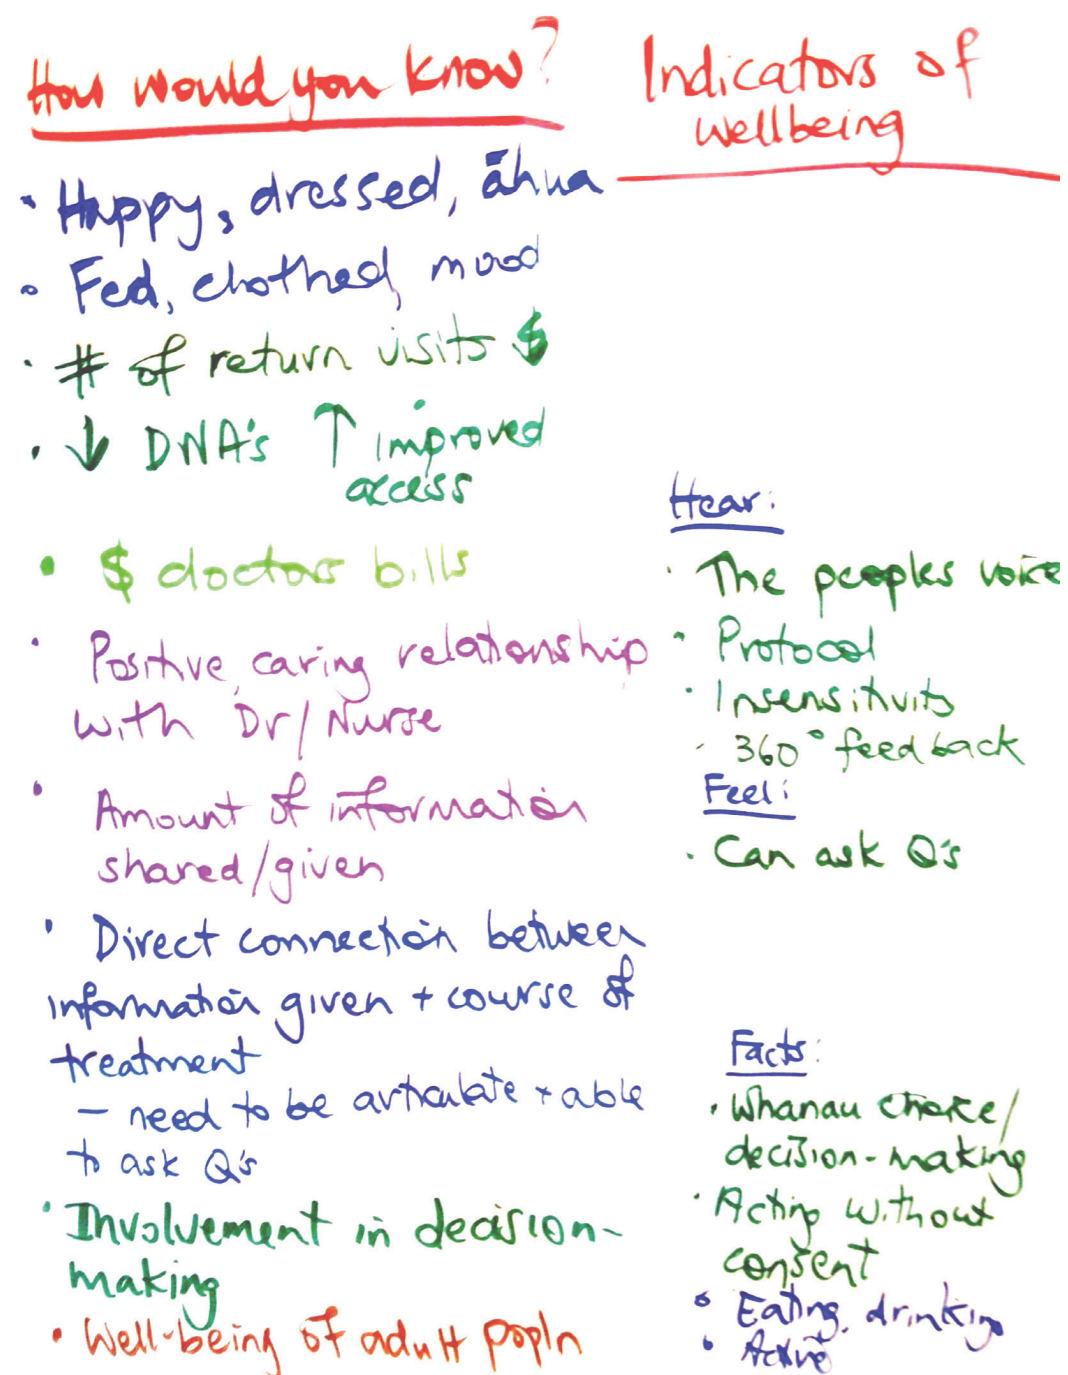 How would you know?
• Happy, dressed, āhua
• Fed, clothed, mood
• # of return visits $
• ↓ DNA's ↑ improved
access
• $ doctors bills
• Positive, caring relationship
with Dr/Nurse
• Amount of information
shared/given
• Direct connection between
information given + course of
treatment
– need to be articulate + able
to ask Q's
• Involvement in decision-
making
• Well-being of adult popln
Indicators of
wellbeing
Hear:
• The peoples voice
• Protocol
• Insensitivity
• 360° feedback
Feel:
• Can ask Q's
Facts:
• Whanau choice/
decision-making
• Acting without
consent
• Eating, drinking
• Active